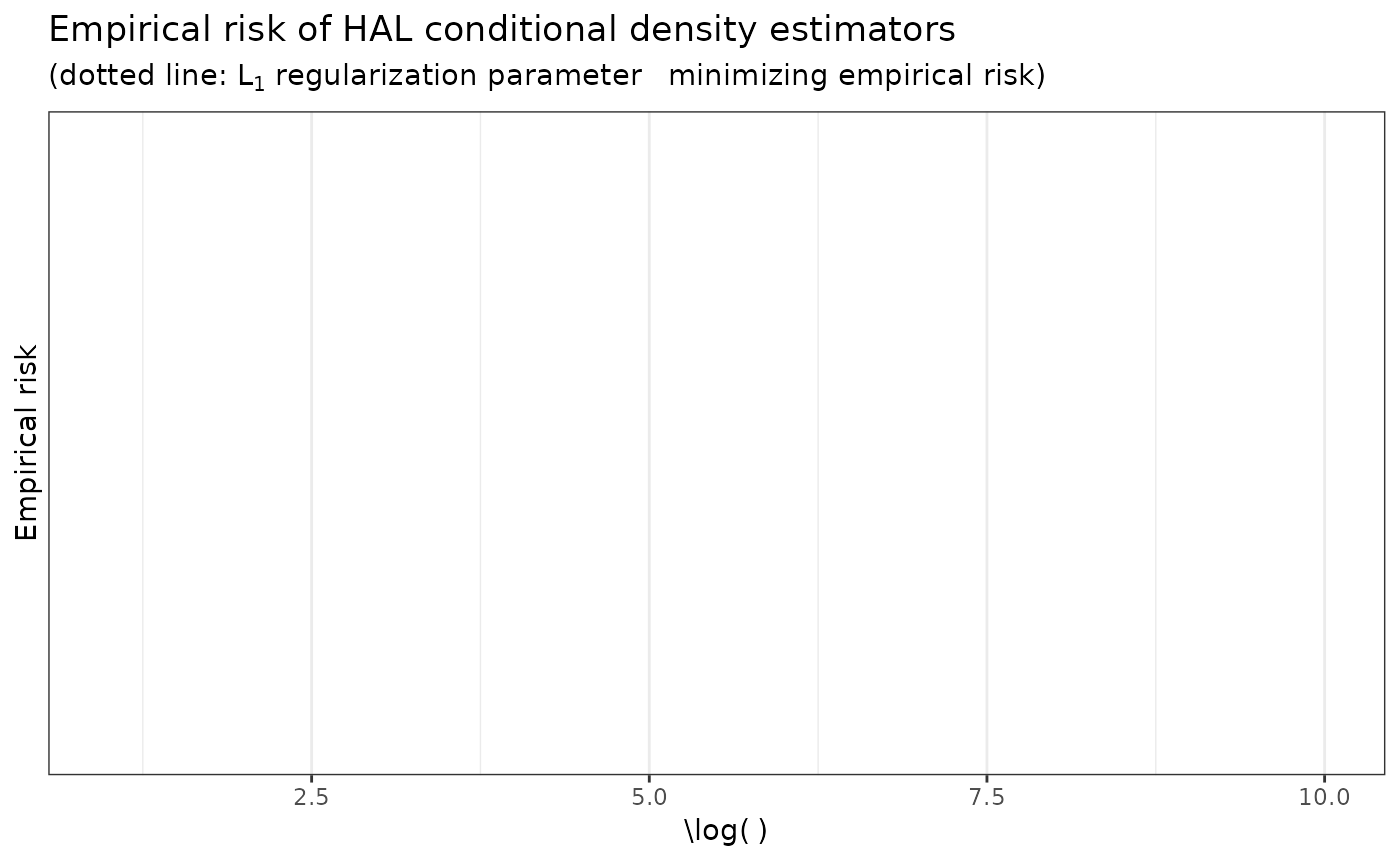 Empirical risk of HAL conditional density estimators
(dotted line: L₁ regularization parameter   minimizing empirical risk)
Empirical risk
2.5 5.0 7.5 10.0
\log( )